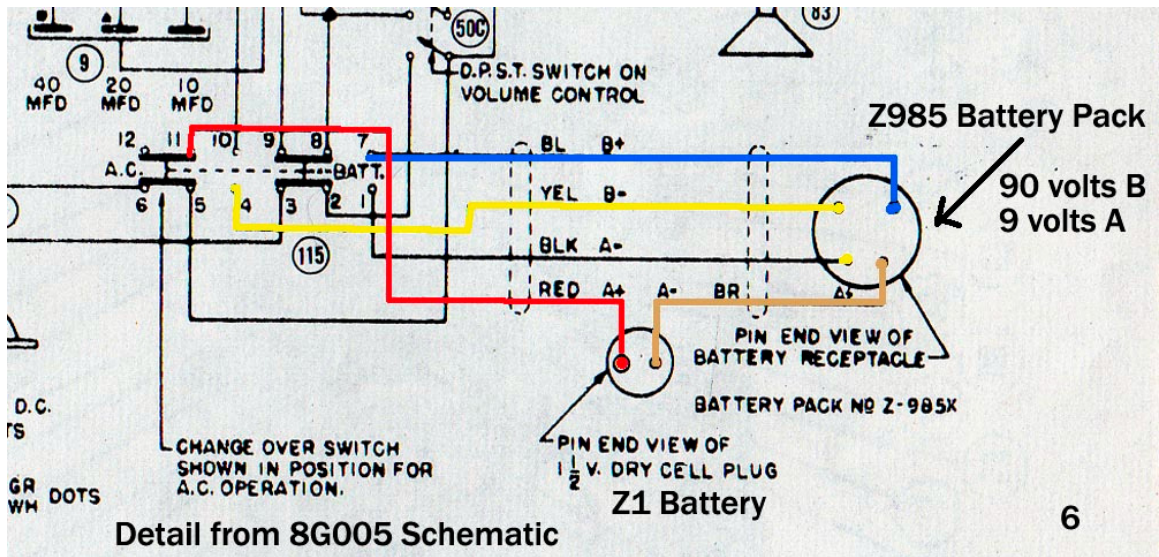 50C
83
9
40 MFD
20 MFD
10 MFD
D.P.S.T. SWITCH ON
VOLUME CONTROL
Z985 Battery Pack
90 volts B
9 volts A
12 11 10 9 8 7
A.C.
BATT.
6 5 4 3 2 1
115
BL B+
YEL B-
BLK A-
RED A+ A- BR A+
PIN END VIEW OF
BATTERY RECEPTACLE
BATTERY PACK NO Z-985X
D.C.
TS
GR
WH DOTS
CHANGE OVER SWITCH
SHOWN IN POSITION FOR
A.C. OPERATION.
PIN END VIEW OF
1 1/2 V. DRY CELL PLUG
Z1 Battery
Detail from 8G005 Schematic
6